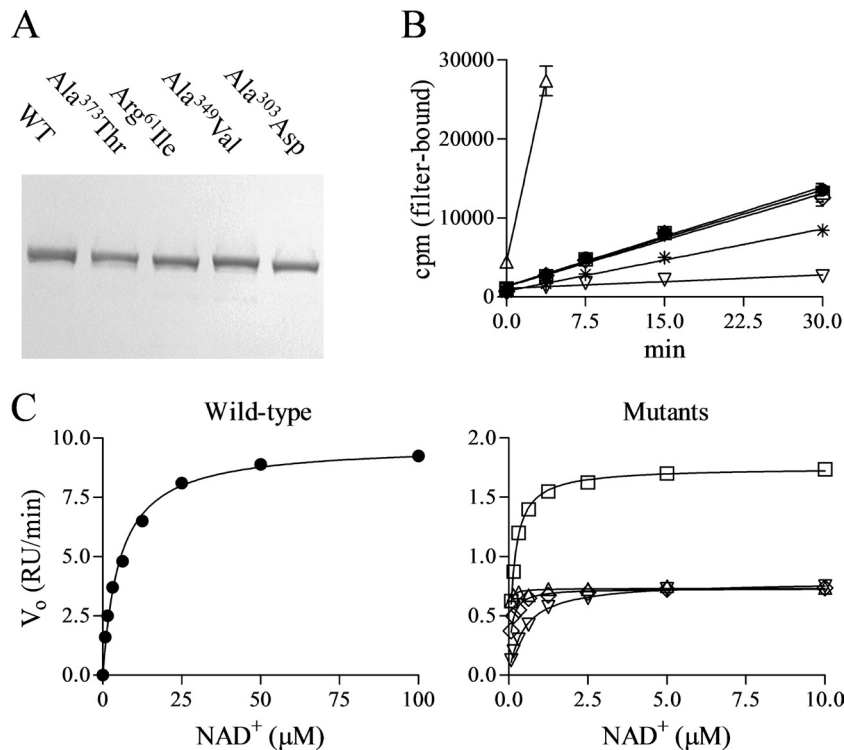 A
WT
Ala³⁷³Thr
Arg⁶¹Ile
Ala³⁴⁹Val
Ala³⁰³Asp
B
cpm (filter-bound)
30000
20000
10000
0
0.0 7.5 15.0 22.5 30.0
min
C
Wild-type
V₀ (RU/min)
10.0
7.5
5.0
2.5
0.0
0 25 50 75 100
NAD⁺ (μM)
Mutants
2.0
1.5
1.0
0.5
0.0
0.0 2.5 5.0 7.5 10.0
NAD⁺ (μM)